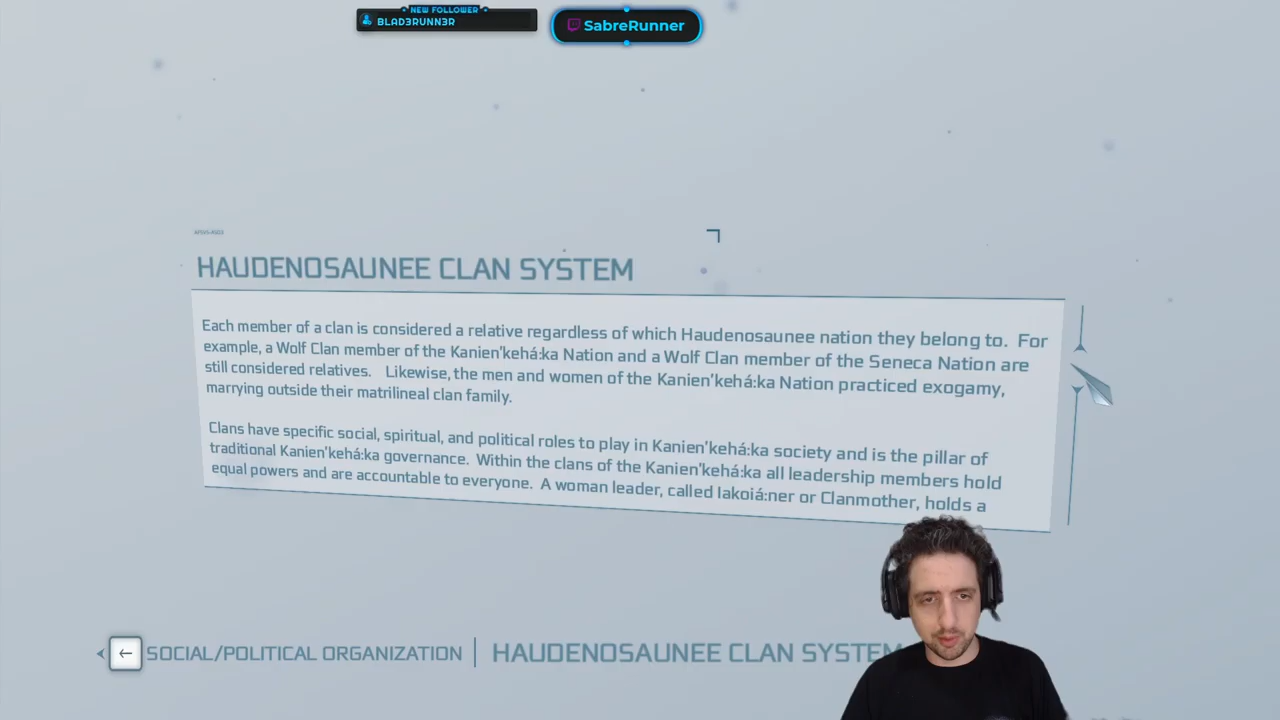 NEW FOLLOWER
BLAD3RUNN3R
SabreRunner
HAUDENOSAUNEE CLAN SYSTEM
Each member of a clan is considered a relative regardless of which Haudenosaunee nation they belong to. For
example, a Wolf Clan member of the Kanien'kehá:ka Nation and a Wolf Clan member of the Seneca Nation are
still considered relatives. Likewise, the men and women of the Kanien'kehá:ka Nation practiced exogamy,
marrying outside their matrilineal clan family.
Clans have specific social, spiritual, and political roles to play in Kanien'kehá:ka society and is the pillar of
traditional Kanien'kehá:ka governance. Within the clans of the Kanien'kehá:ka all leadership members hold
equal powers and are accountable to everyone. A woman leader, called Iakoiá:ner or Clanmother, holds a
SOCIAL/POLITICAL ORGANIZATION
HAUDENOSAUNEE CLAN SYSTEM